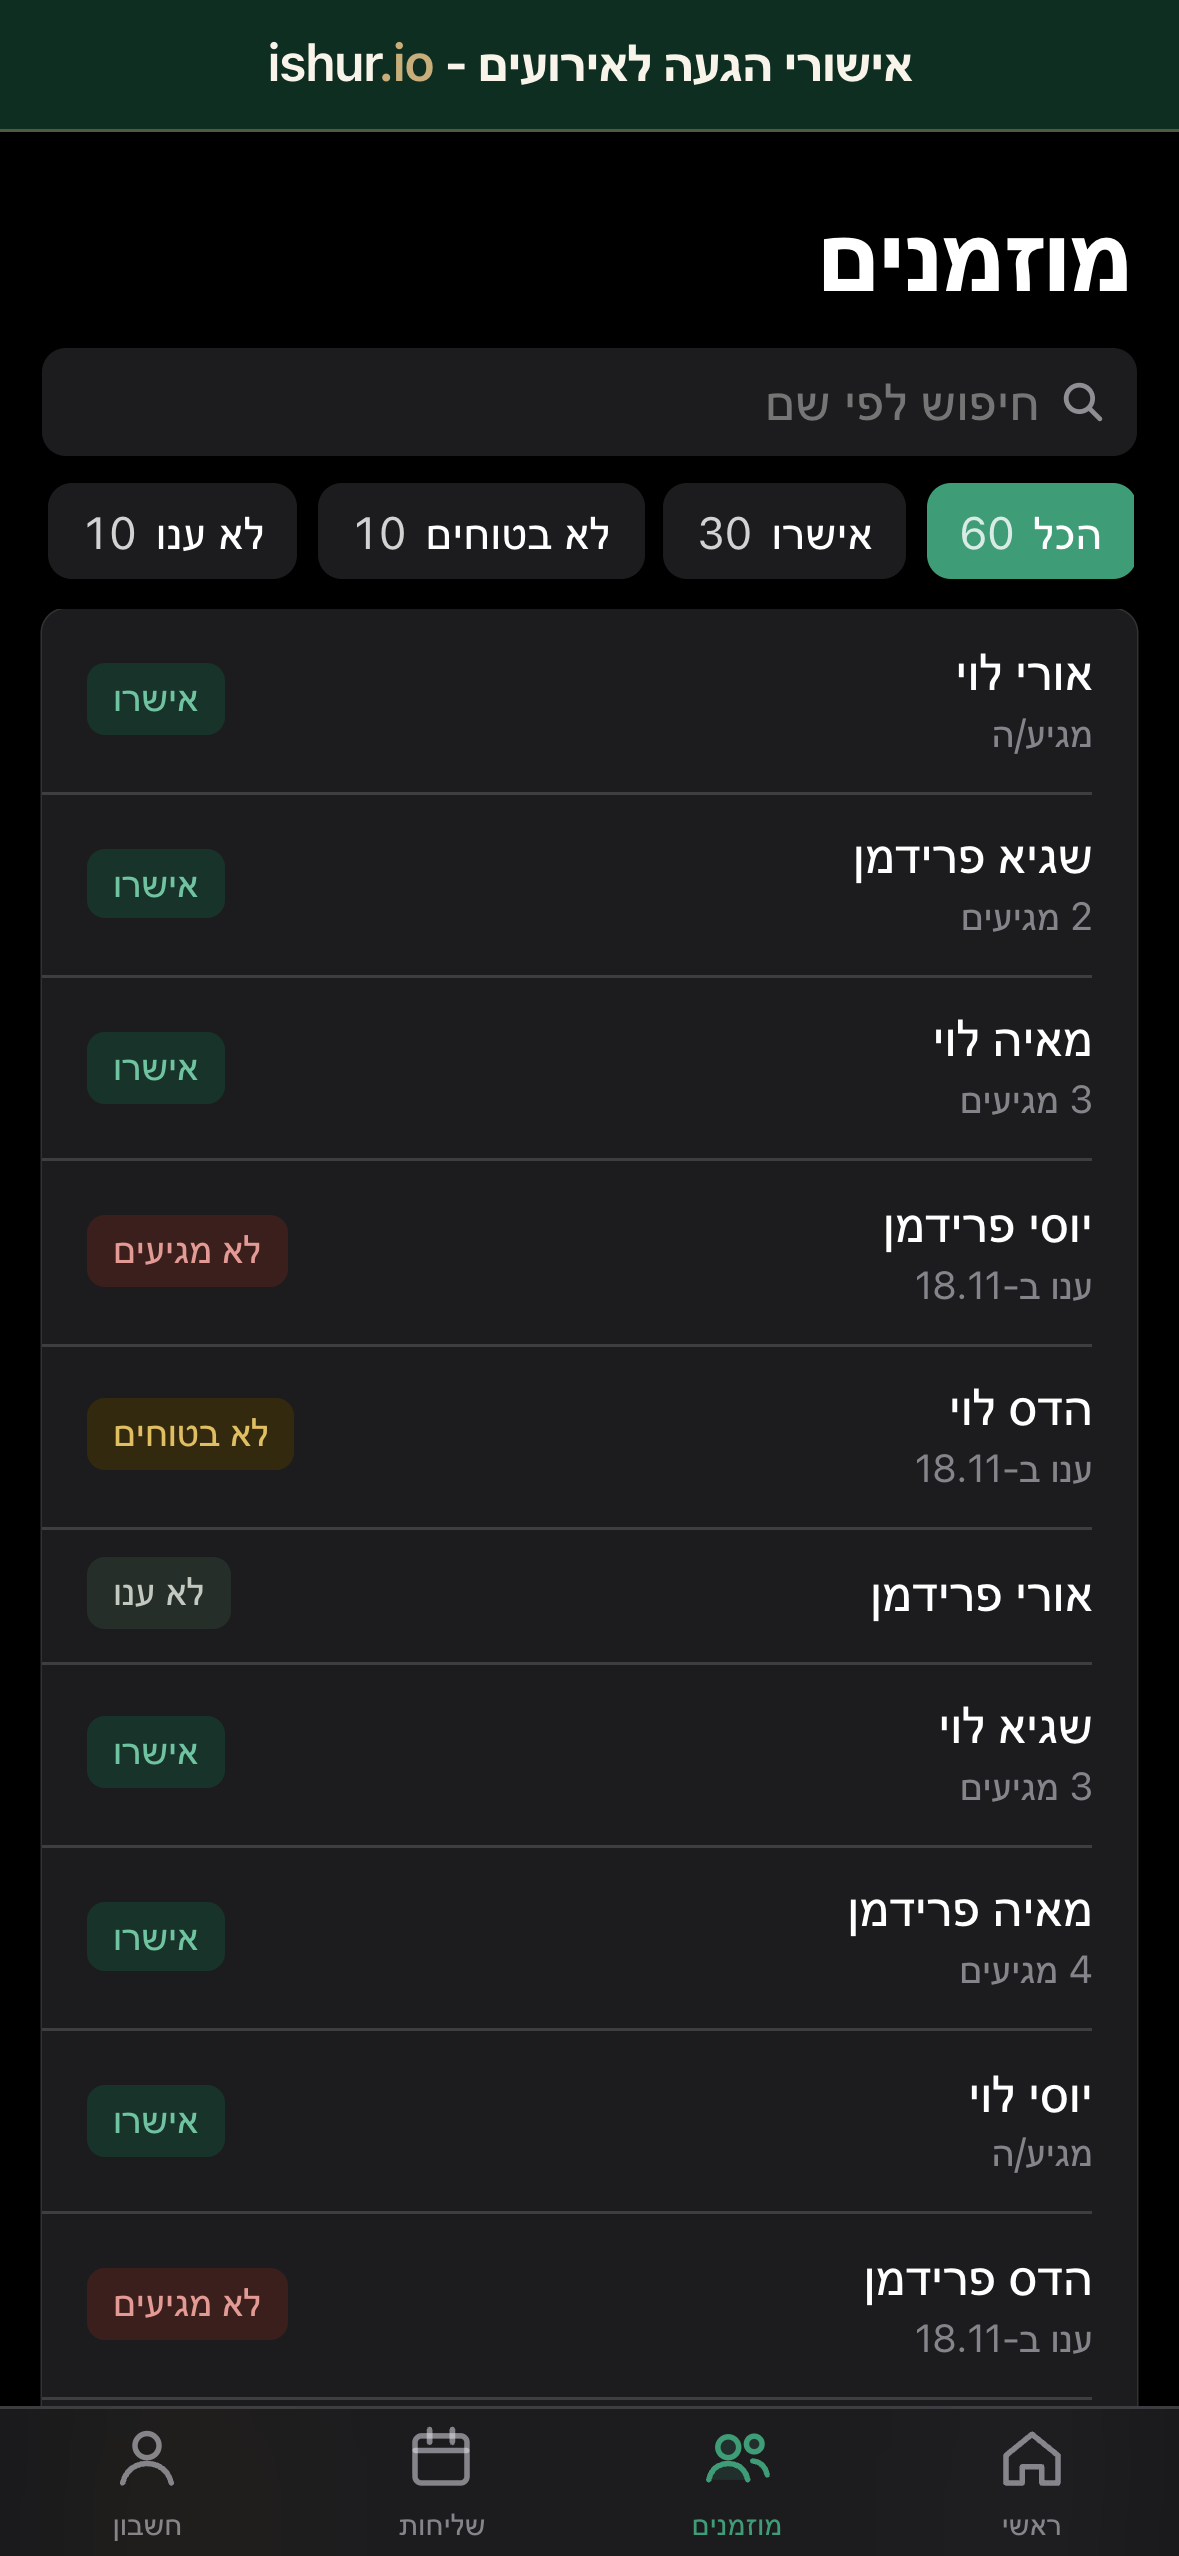 אישורי הגעה לאירועים - ishur.io
מוזמנים
חיפוש לפי שם
הכל 60
אישרו 30
לא בטוחים 10
לא ענו 10
אורי לוי
מגיע/ה
אישרו
שגיא פרידמן
2 מגיעים
אישרו
מאיה לוי
3 מגיעים
אישרו
יוסי פרידמן
ענו ב-18.11
לא מגיעים
הדס לוי
ענו ב-18.11
לא בטוחים
אורי פרידמן
לא ענו
שגיא לוי
3 מגיעים
אישרו
מאיה פרידמן
4 מגיעים
אישרו
יוסי לוי
מגיע/ה
אישרו
הדס פרידמן
ענו ב-18.11
לא מגיעים
ראשי
מוזמנים
שליחות
חשבון